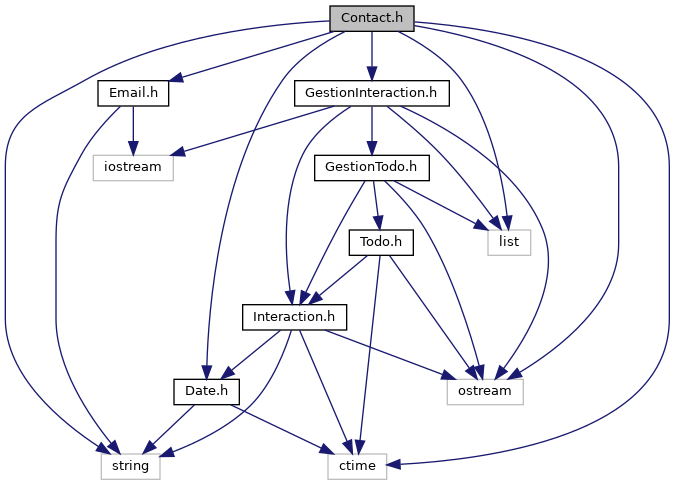 Contact.h
Email.h
GestionInteraction.h
iostream
GestionTodo.h
Todo.h
list
Interaction.h
Date.h
ostream
string
ctime